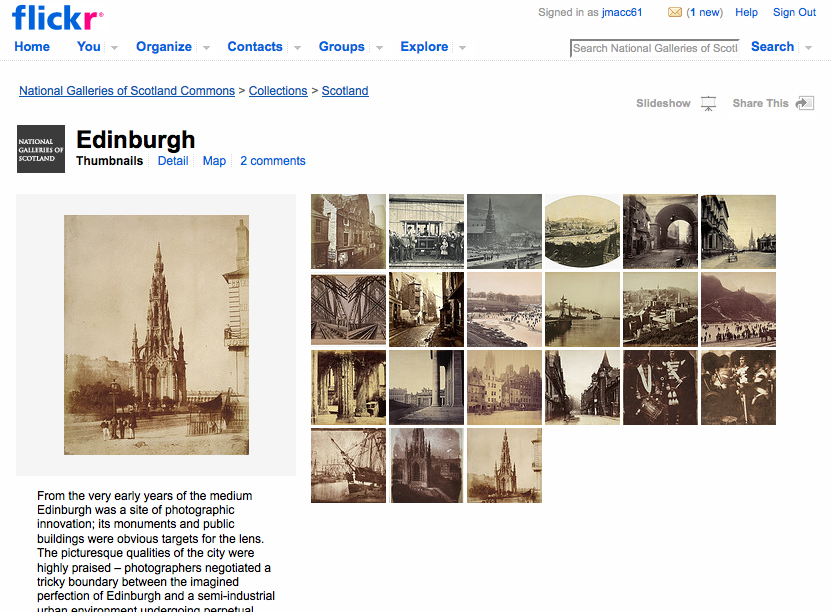 flickr®
Signed in as jmacc61 (1 new) Help Sign Out
Home You Organize Contacts Groups Explore Search National Galleries of Scotl Search
National Galleries of Scotland Commons > Collections > Scotland
Slideshow Share This
NATIONAL
GALLERIES OF
SCOTLAND
Edinburgh
Thumbnails Detail Map 2 comments
From the very early years of the medium
Edinburgh was a site of photographic
innovation; its monuments and public
buildings were obvious targets for the lens.
The picturesque qualities of the city were
highly praised – photographers negotiated a
tricky boundary between the imagined
perfection of Edinburgh and a semi-industrial
urban environment undergoing perpetual